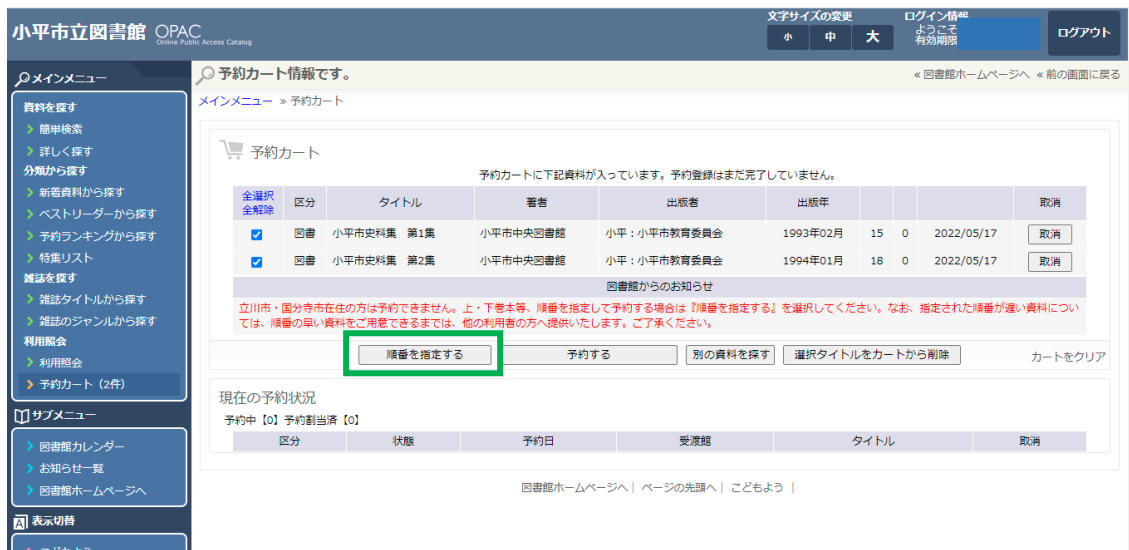 小平市立図書館 OPAC
Online Public Access Catalog
文字サイズの変更
小 中 大
ログイン情報
ようこそ
有効期限
ログアウト
メインメニュー
資料を探す
簡単検索
詳しく探す
分類から探す
新着資料から探す
ベストリーダーから探す
予約ランキングから探す
特集リスト
雑誌を探す
雑誌タイトルから探す
雑誌のジャンルから探す
利用照会
利用照会
予約カート（2件）
サブメニュー
図書館カレンダー
お知らせ一覧
図書館ホームページへ
A 表示切替
予約カート情報です。
« 図書館ホームページへ « 前の画面に戻る
メインメニュー » 予約カート
予約カート
予約カートに下記資料が入っています。予約登録はまだ完了していません。
全選択 全解除 区分 タイトル 著者 出版者 出版年 取消
図書 小平市史料集 第1集 小平市中央図書館 小平：小平市教育委員会 1993年02月 15 0 2022/05/17 取消
図書 小平市史料集 第2集 小平市中央図書館 小平：小平市教育委員会 1994年01月 18 0 2022/05/17 取消
図書館からのお知らせ
立川市・国分寺市在住の方は予約できません。上・下巻本等、順番を指定して予約する場合は『順番を指定する』を選択してください。なお、指定された順番が遅い資料につい
ては、順番の早い資料をご用意できるまでは、他の利用者の方へ提供いたします。ご了承ください。
順番を指定する 予約する 別の資料を探す 選択タイトルをカートから削除 カートをクリア
現在の予約状況
予約中【0】予約割当済【0】
区分 状態 予約日 受渡館 タイトル 取消
図書館ホームページへ｜ ページの先頭へ｜ こどもよう ｜